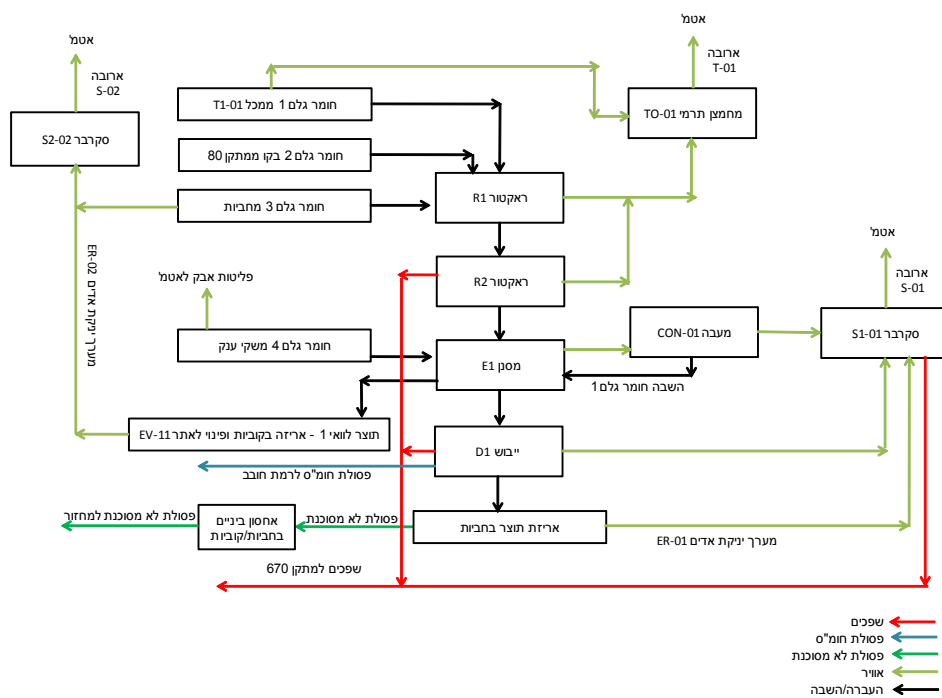 אטמ'
ארובה
S-02
סקרבר S2-02
אטמ'
ארובה
T-01
מחמצן תרמי TO-01
חומר גלם 1 ממכל T1-01
חומר גלם 2 בקו ממתקן 80
חומר גלם 3 מחביות
ראקטור R1
ראקטור R2
מערך יניקת אדים ER-02
פליטות אבק לאטמ'
חומר גלם 4 משקי ענק
מסנן E1
מעבה CON-01
השבה חומר גלם 1
אטמ'
ארובה
S-01
סקרבר S1-01
תוצר לוואי 1 - אריזה בקוביות ופינוי לאתר EV-11
ייבוש D1
פסולת חומ"ס לרמת חובב
אריזת תוצר בחביות
פסולת לא מסוכנת
אחסון ביניים
בחביות/קוביות
פסולת לא מסוכנת למחזור
מערך יניקת אדים ER-01
שפכים למתקן 670
שפכים
פסולת חומ"ס
פסולת לא מסוכנת
אוויר
העברה/השבה